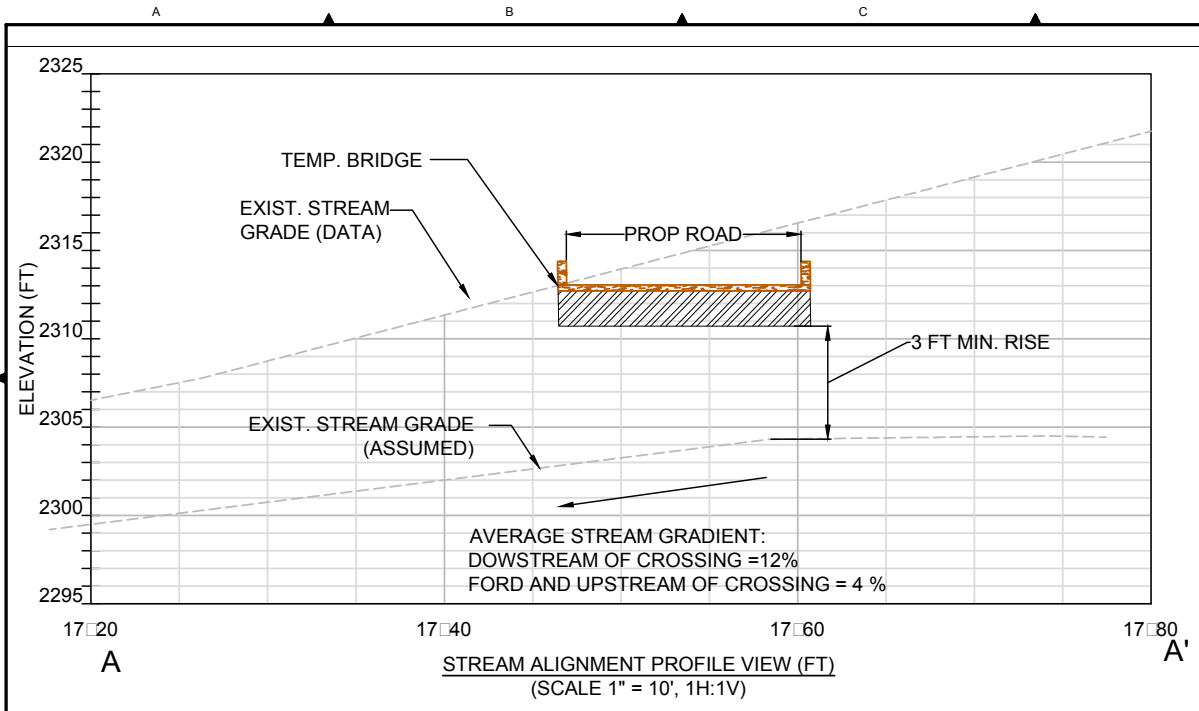 A B C
2325
2320
2315
2310
2305
2300
2295
ELEVATION (FT)
TEMP. BRIDGE
EXIST. STREAM
GRADE (DATA)
PROP ROAD
3 FT MIN. RISE
EXIST. STREAM GRADE
(ASSUMED)
AVERAGE STREAM GRADIENT:
DOWSTREAM OF CROSSING =12%
FORD AND UPSTREAM OF CROSSING = 4 %
17□20 17□40 17□60 17□80
A A'
STREAM ALIGNMENT PROFILE VIEW (FT)
(SCALE 1" = 10', 1H:1V)